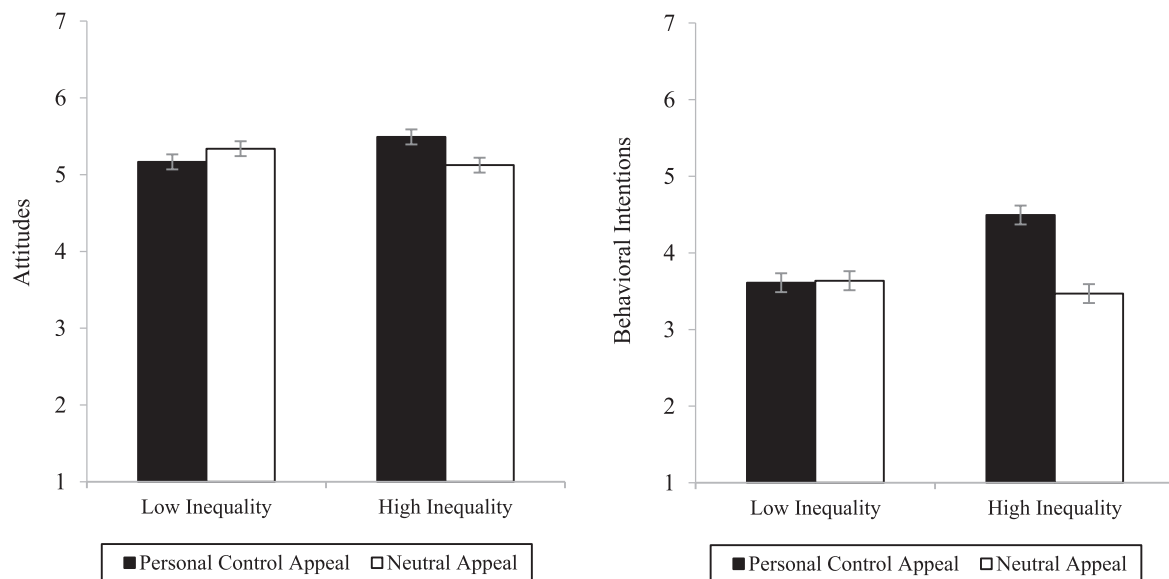 7
6
5
4
3
2
1
Attitudes
Low Inequality
High Inequality
Personal Control Appeal
Neutral Appeal
7
6
5
4
3
2
1
Behavioral Intentions
Low Inequality
High Inequality
Personal Control Appeal
Neutral Appeal